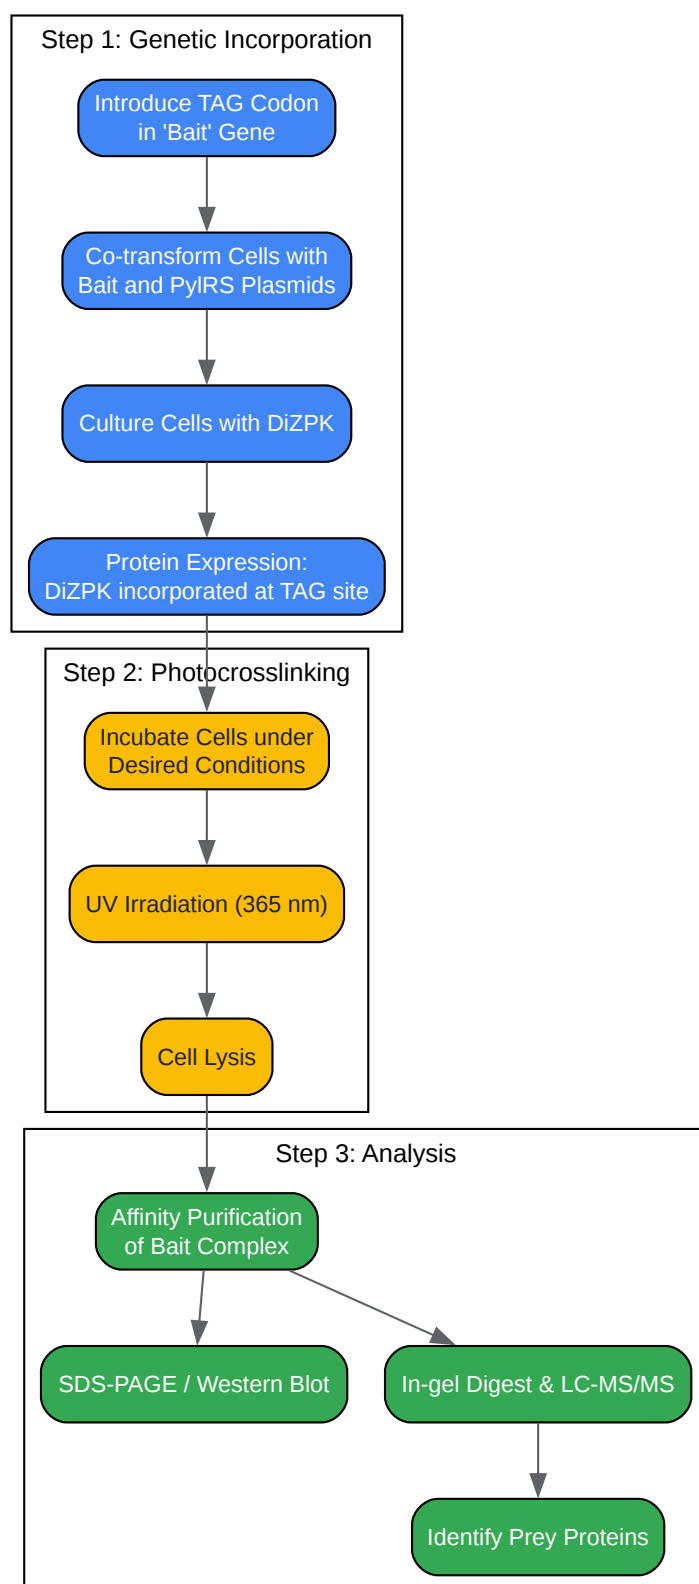 Step 1: Genetic Incorporation
Introduce TAG Codon
in 'Bait' Gene
Co-transform Cells with
Bait and PylRS Plasmids
Culture Cells with DiZPK
Protein Expression:
DiZPK incorporated at TAG site
Step 2: Photocrosslinking
Incubate Cells under
Desired Conditions
UV Irradiation (365 nm)
Cell Lysis
Step 3: Analysis
Affinity Purification
of Bait Complex
SDS-PAGE / Western Blot
In-gel Digest & LC-MS/MS
Identify Prey Proteins